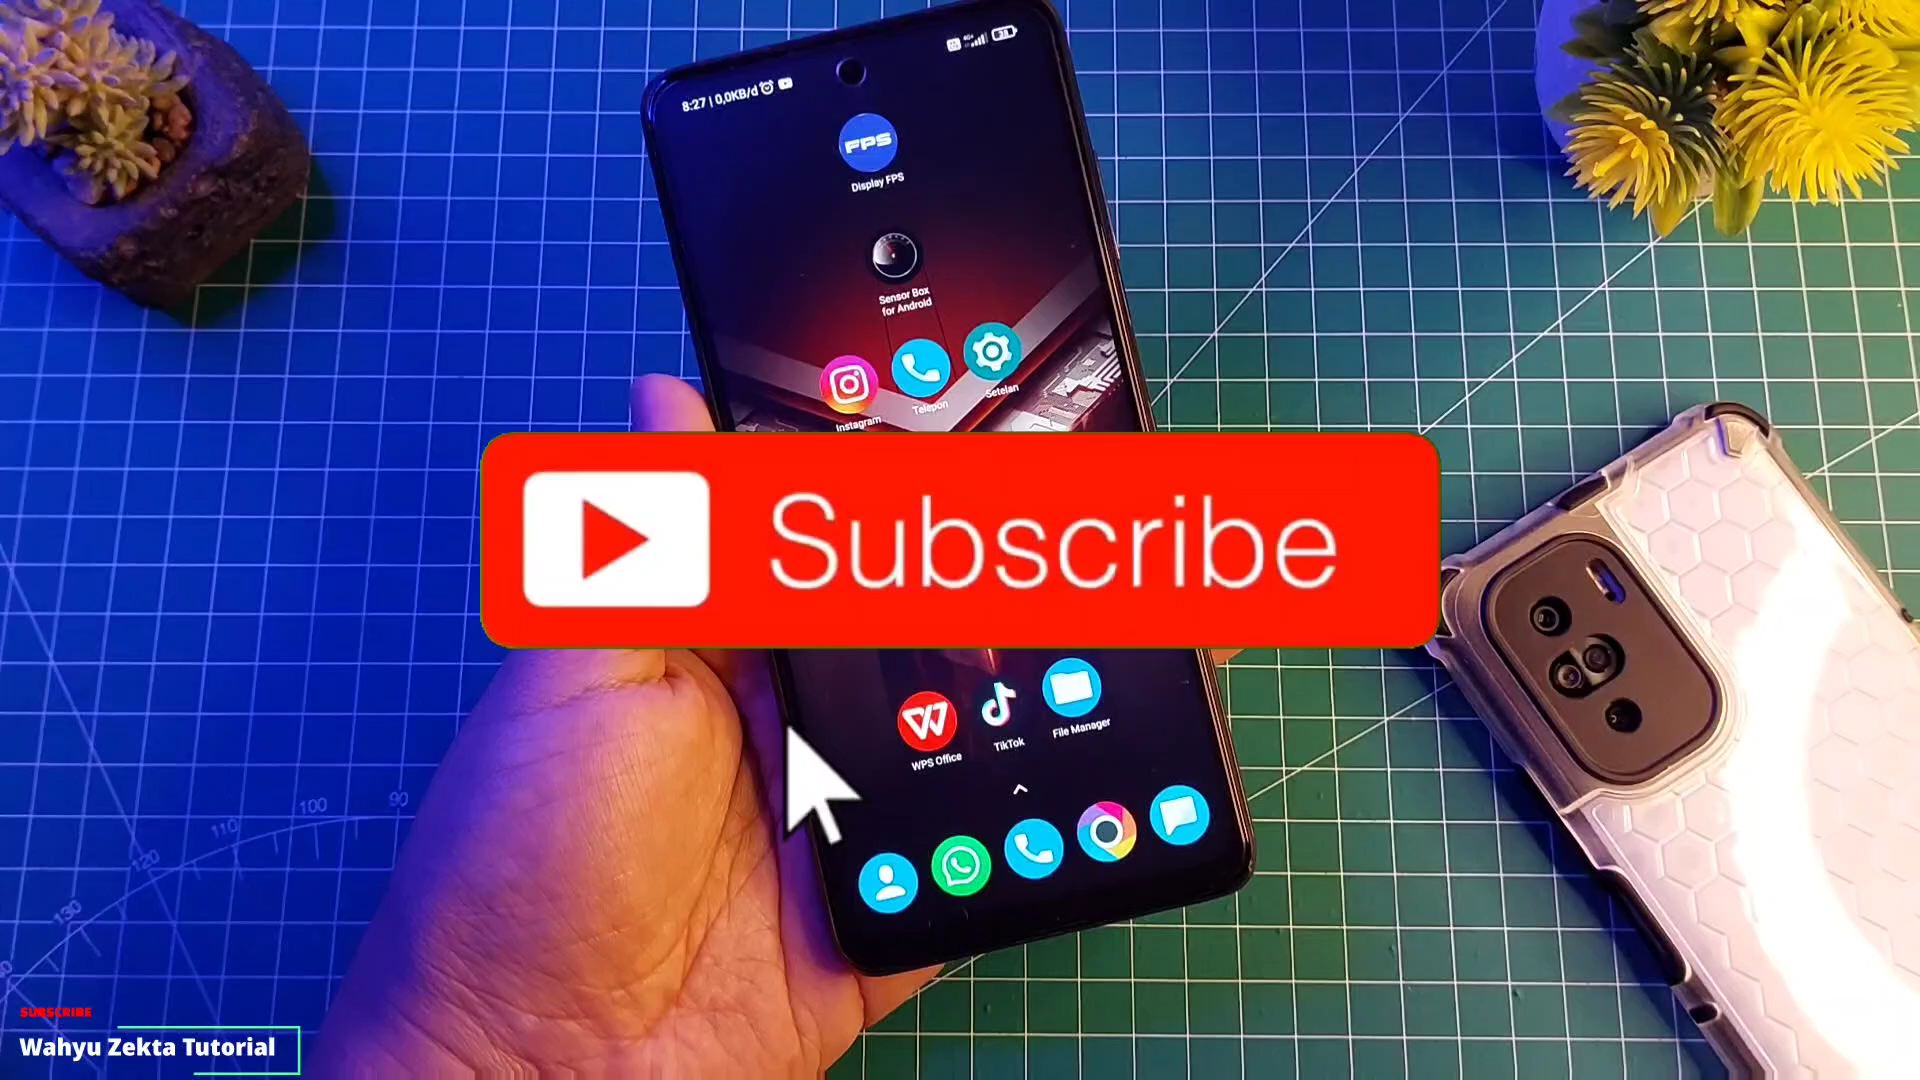 8:27 | 0,0KB/d
38
FPS
Display FPS
Sensor Box
for Android
Instagram
Telepon
Setelan
Subscribe
WPS Office
TikTok
File Manager
90
100
110
120
130
SUBSCRIBE
Wahyu Zekta Tutorial